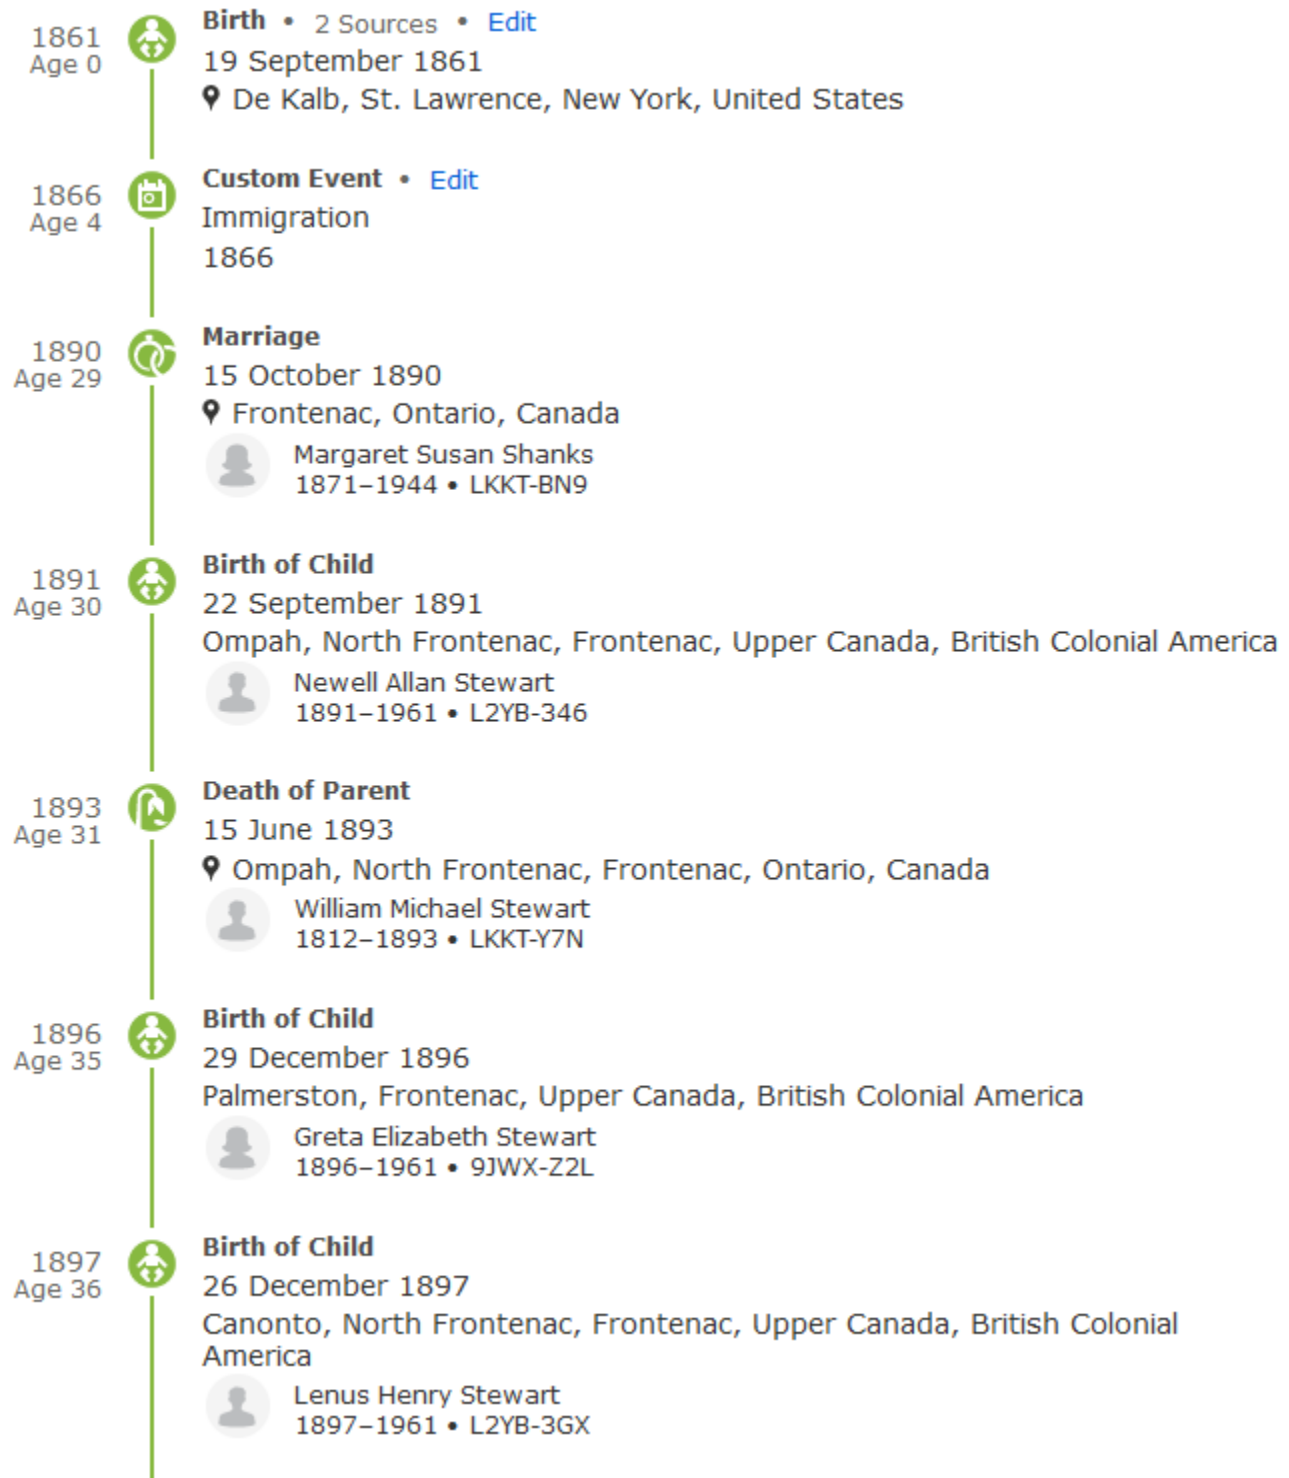 1861
Age 0
Birth • 2 Sources • Edit
19 September 1861
De Kalb, St. Lawrence, New York, United States
1866
Age 4
Custom Event • Edit
Immigration
1866
1890
Age 29
Marriage
15 October 1890
Frontenac, Ontario, Canada
Margaret Susan Shanks
1871–1944 • LKKT-BN9
1891
Age 30
Birth of Child
22 September 1891
Ompah, North Frontenac, Frontenac, Upper Canada, British Colonial America
Newell Allan Stewart
1891–1961 • L2YB-346
1893
Age 31
Death of Parent
15 June 1893
Ompah, North Frontenac, Frontenac, Ontario, Canada
William Michael Stewart
1812–1893 • LKKT-Y7N
1896
Age 35
Birth of Child
29 December 1896
Palmerston, Frontenac, Upper Canada, British Colonial America
Greta Elizabeth Stewart
1896–1961 • 9JWX-Z2L
1897
Age 36
Birth of Child
26 December 1897
Canonto, North Frontenac, Frontenac, Upper Canada, British Colonial
America
Lenus Henry Stewart
1897–1961 • L2YB-3GX